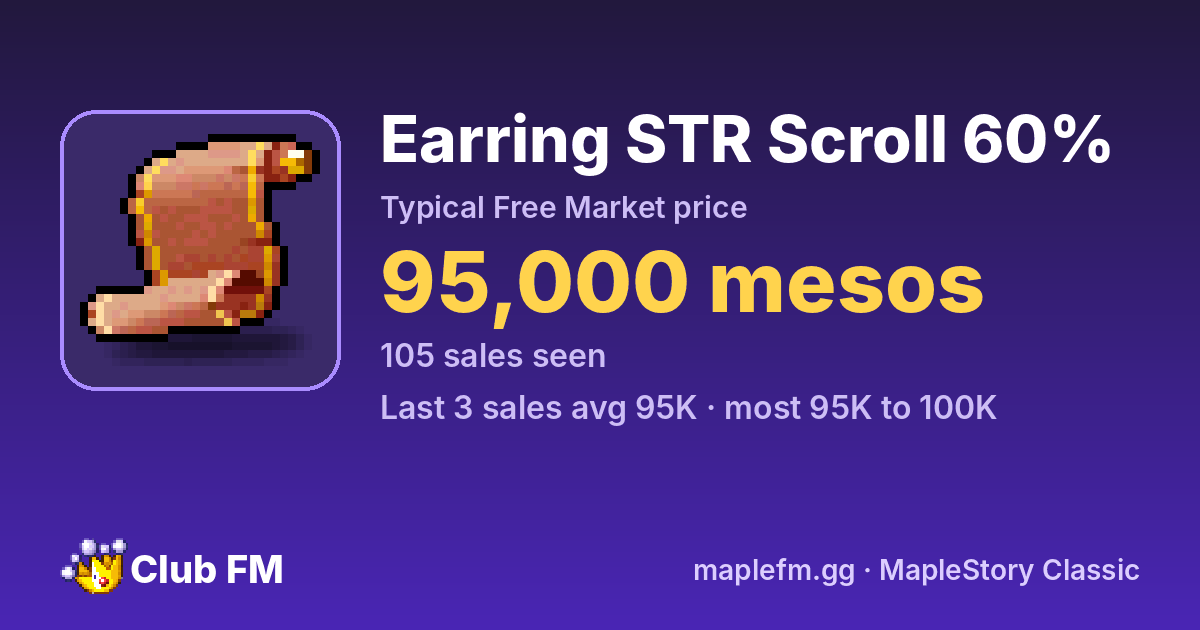 Earring STR Scroll 60%
Typical Free Market price
95,000 mesos
105 sales seen
Last 3 sales avg 95K · most 95K to 100K
Club FM
maplefm.gg · MapleStory Classic